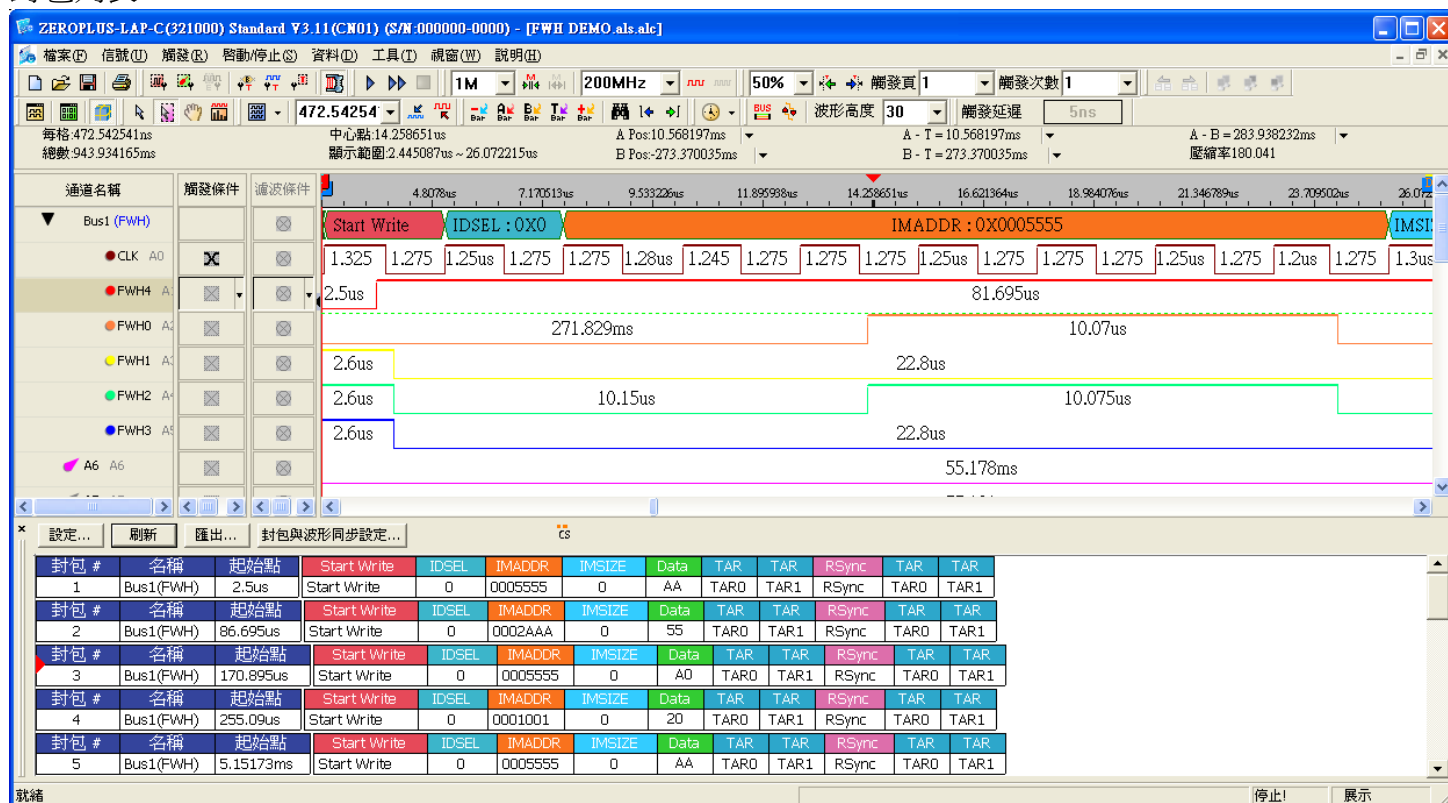 ZEROPLUS-LAP-C(321000) Standard V3.11(CN01) (S/N:000000-0000) - [FWH DEMO.als.alc]
檔案(F) 信號(U) 觸發(R) 啓動/停止(S) 資料(D) 工具(T) 視窗(W) 說明(H)
1M 200MHz 50% 觸發頁 1 觸發次數 1
472.54254 Bar Bar Bar Bar Bar BUS 波形高度 30 觸發延遲 5ns
每格:472.542541ns 中心點:14.258651us A Pos:10.568197ms A - T = 10.568197ms A - B = 283.938232ms
總數:943.934165ms 顯示範圍:2.445087us ~ 26.072215us B Pos:-273.370035ms B - T = 273.370035ms 壓縮率180.041
通道名稱 觸發條件 濾波條件 4.8078us 7.170513us 9.533226us 11.895938us 14.258651us 16.621364us 18.984076us 21.346789us 23.709502us 26.072
Bus1 (FWH) Start Write IDSEL : 0X0 IMADDR : 0X0005555 IMSI
CLK A0 1.325 1.275 1.25us 1.275 1.275 1.28us 1.245 1.275 1.275 1.275 1.25us 1.275 1.275 1.275 1.25us 1.275 1.2us 1.275 1.3us
FWH4 2.5us 81.695us
FWH0 271.829ms 10.07us
FWH1 2.6us 22.8us
FWH2 2.6us 10.15us 10.075us
FWH3 2.6us 22.8us
A6 A6 55.178ms
設定... 刷新 匯出... 封包與波形同步設定... CS
封包 # 名稱 起始點 Start Write IDSEL IMADDR IMSIZE Data TAR TAR RSync TAR TAR
1 Bus1(FWH) 2.5us Start Write 0 0005555 0 AA TAR0 TAR1 RSync TAR0 TAR1
封包 # 名稱 起始點 Start Write IDSEL IMADDR IMSIZE Data TAR TAR RSync TAR TAR
2 Bus1(FWH) 86.695us Start Write 0 0002AAA 0 55 TAR0 TAR1 RSync TAR0 TAR1
封包 # 名稱 起始點 Start Write IDSEL IMADDR IMSIZE Data TAR TAR RSync TAR TAR
3 Bus1(FWH) 170.895us Start Write 0 0005555 0 A0 TAR0 TAR1 RSync TAR0 TAR1
封包 # 名稱 起始點 Start Write IDSEL IMADDR IMSIZE Data TAR TAR RSync TAR TAR
4 Bus1(FWH) 255.09us Start Write 0 0001001 0 20 TAR0 TAR1 RSync TAR0 TAR1
封包 # 名稱 起始點 Start Write IDSEL IMADDR IMSIZE Data TAR TAR RSync TAR TAR
5 Bus1(FWH) 5.15173ms Start Write 0 0005555 0 AA TAR0 TAR1 RSync TAR0 TAR1
就緒 停止! 展示